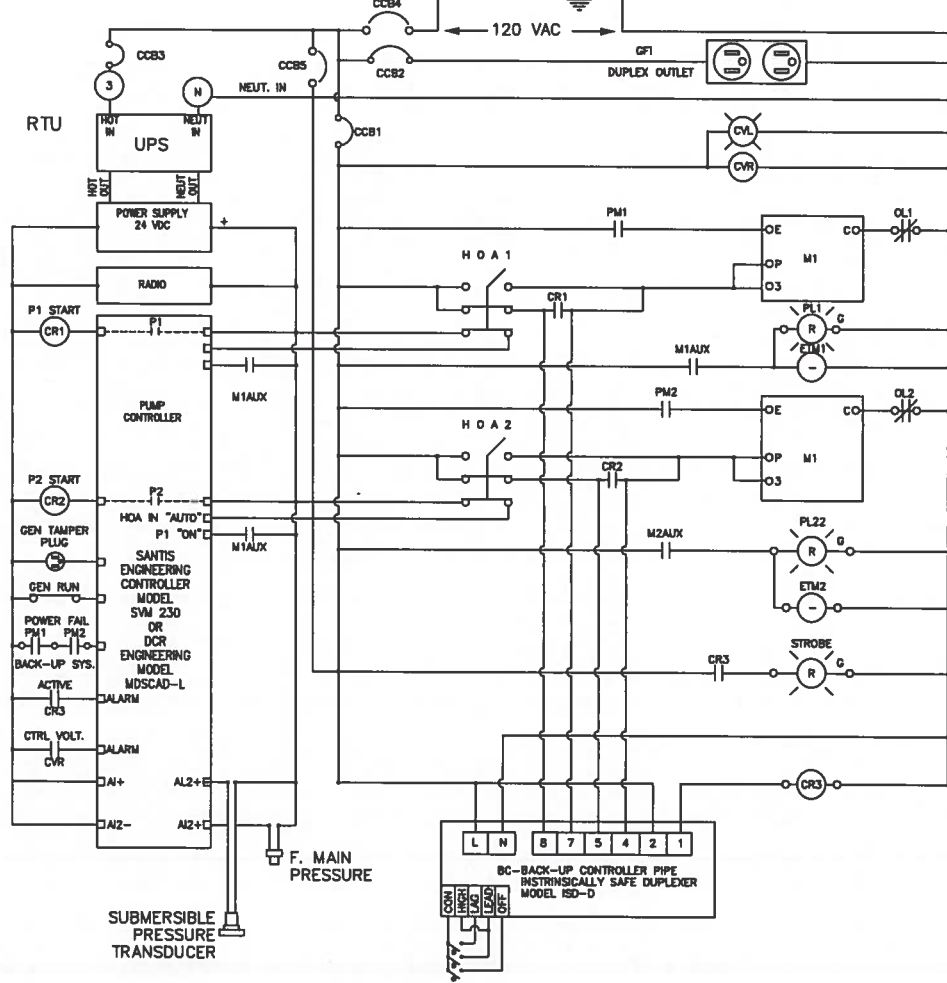 CCB4
120 VAC
CCB3
CCB5
CCB2
GFI
DUPLEX OUTLET
3
N
NEUT. IN
RTU
HOT IN
NEUT IN
UPS
CCB1
CVL
CVR
HOT OUT
NEUT OUT
POWER SUPPLY
24 VDC
+
PM1
OL1
E
CO
M1
P
3
H O A 1
RADIO
CR1
P1 START
CR1
P1
PL1
R
G
ETM1
M1AUX
M1AUX
PUMP
CONTROLLER
PM2
OL2
E
CO
M1
P
3
H O A 2
CR2
P2 START
CR2
P2
HOA IN "AUTO"
P1 "ON"
M1AUX
GEN TAMPER
PLUG
M2AUX
PL22
R
G
SANTIS
ENGINEERING
CONTROLLER
MODEL
SVM 230
OR
DCR
ENGINEERING
MODEL
MDSCAD-L
GEN RUN
ETM2
POWER FAIL
PM1 PM2
BACK-UP SYS.
STROBE
CR3
R
G
ACTIVE
CR3
ALARM
CTRL VOLT.
CVR
ALARM
AI+
AL2+
CR3
AI2-
AI2+
L N 8 7 5 4 2 1
F. MAIN
PRESSURE
BC-BACK-UP CONTROLLER PIPE
INSTRINSICALLY SAFE DUPLEXER
MODEL ISD-D
CON
HIGH
LAG
LEAD
OFF
SUBMERSIBLE
PRESSURE
TRANSDUCER